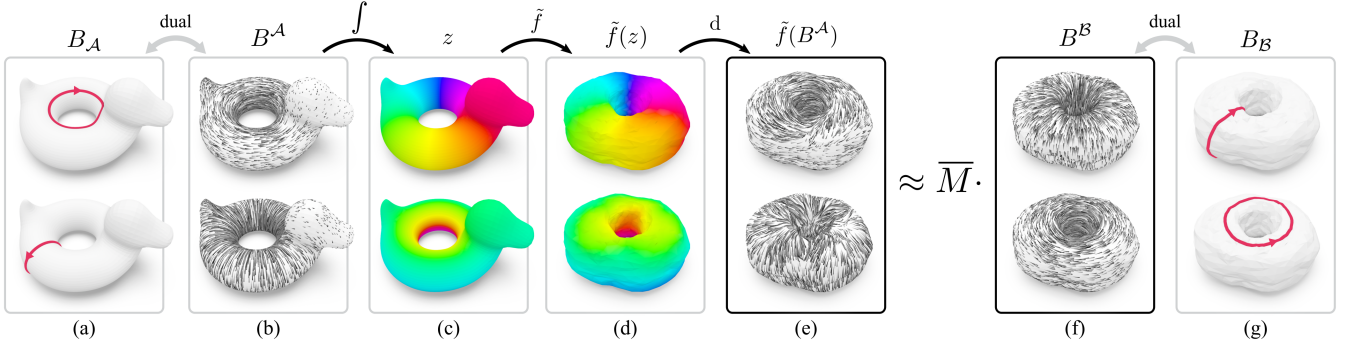 dual ∫ f̃ d dual
B_𝒜 B^𝒜 z f̃(z) f̃(B^𝒜) B^ℬ B_ℬ
≈ M̅·
(a) (b) (c) (d) (e) (f) (g)